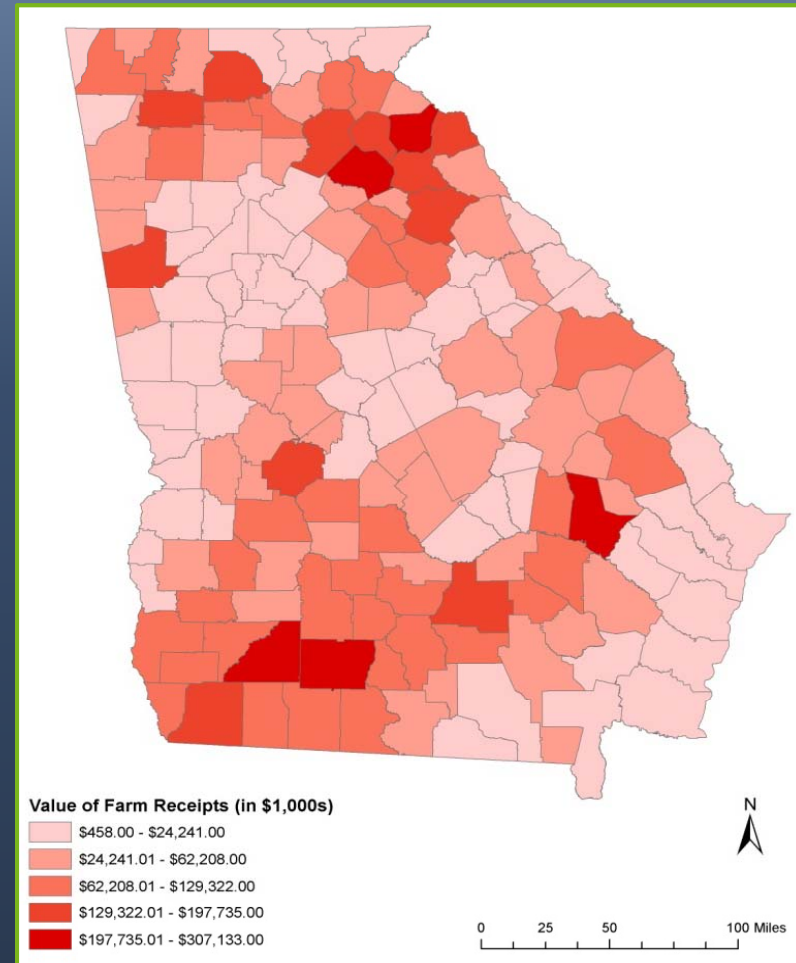 Value of Farm Receipts (in $1,000s)
$458.00 - $24,241.00
$24,241.01 - $62,208.00
$62,208.01 - $129,322.00
$129,322.01 - $197,735.00
$197,735.01 - $307,133.00
N
0 25 50 100 Miles